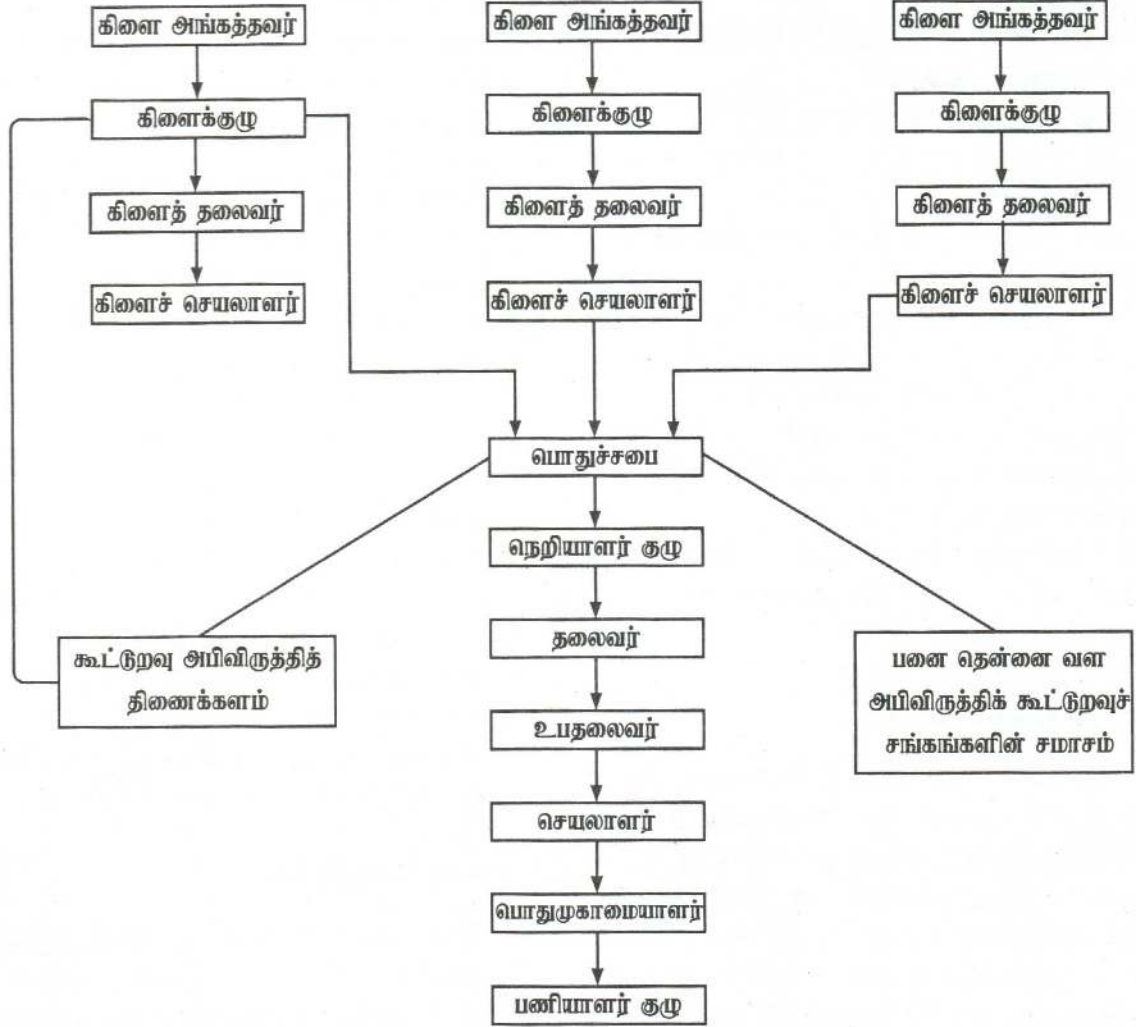 கிளை அங்கத்தவர்
கிளை அங்கத்தவர்
கிளை அங்கத்தவர்
கிளைக்குழு
கிளைக்குழு
கிளைக்குழு
கிளைத் தலைவர்
கிளைத் தலைவர்
கிளைத் தலைவர்
கிளைச் செயலாளர்
கிளைச் செயலாளர்
கிளைச் செயலாளர்
பொதுச்சபை
நெறியாளர் குழு
தலைவர்
கூட்டுறவு அபிவிருத்தித்
திணைக்களம்
பனை தென்னை வள
அபிவிருத்திக் கூட்டுறவுச்
சங்கங்களின் சமாசம்
உபதலைவர்
செயலாளர்
பொதுமுகாமையாளர்
பணியாளர் குழு